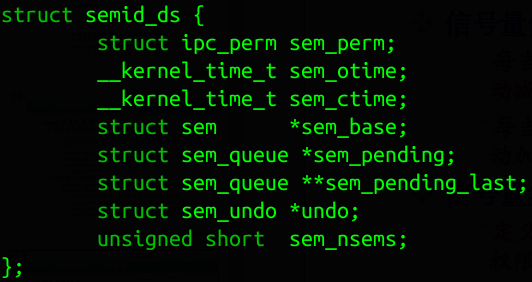 struct semid_ds {
        struct ipc_perm sem_perm;
        __kernel_time_t sem_otime;
        __kernel_time_t sem_ctime;
        struct sem      *sem_base;
        struct sem_queue *sem_pending;
        struct sem_queue **sem_pending_last;
        struct sem_undo *undo;
        unsigned short  sem_nsems;
};